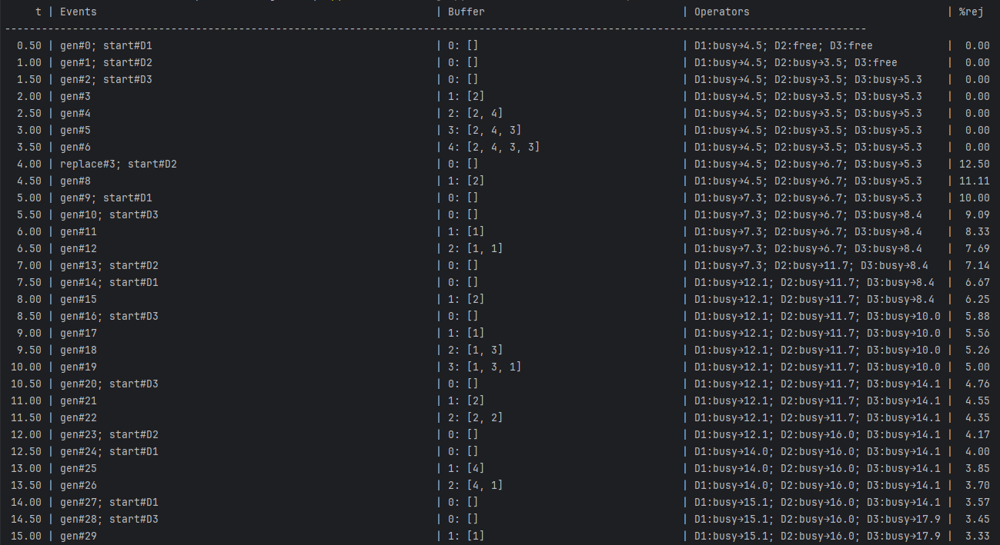 t | Events | Buffer | Operators | %rej
----------------------------------------------------------------------------------------------------------------------------------------------
0.50 | gen#0; start#D1 | 0: [] | D1:busy→4.5; D2:free; D3:free | 0.00
1.00 | gen#1; start#D2 | 0: [] | D1:busy→4.5; D2:busy→3.5; D3:free | 0.00
1.50 | gen#2; start#D3 | 0: [] | D1:busy→4.5; D2:busy→3.5; D3:busy→5.3 | 0.00
2.00 | gen#3 | 1: [2] | D1:busy→4.5; D2:busy→3.5; D3:busy→5.3 | 0.00
2.50 | gen#4 | 2: [2, 4] | D1:busy→4.5; D2:busy→3.5; D3:busy→5.3 | 0.00
3.00 | gen#5 | 3: [2, 4, 3] | D1:busy→4.5; D2:busy→3.5; D3:busy→5.3 | 0.00
3.50 | gen#6 | 4: [2, 4, 3, 3] | D1:busy→4.5; D2:busy→3.5; D3:busy→5.3 | 0.00
4.00 | replace#3; start#D2 | 0: [] | D1:busy→4.5; D2:busy→6.7; D3:busy→5.3 | 12.50
4.50 | gen#8 | 1: [2] | D1:busy→4.5; D2:busy→6.7; D3:busy→5.3 | 11.11
5.00 | gen#9; start#D1 | 0: [] | D1:busy→7.3; D2:busy→6.7; D3:busy→5.3 | 10.00
5.50 | gen#10; start#D3 | 0: [] | D1:busy→7.3; D2:busy→6.7; D3:busy→8.4 | 9.09
6.00 | gen#11 | 1: [1] | D1:busy→7.3; D2:busy→6.7; D3:busy→8.4 | 8.33
6.50 | gen#12 | 2: [1, 1] | D1:busy→7.3; D2:busy→6.7; D3:busy→8.4 | 7.69
7.00 | gen#13; start#D2 | 0: [] | D1:busy→7.3; D2:busy→11.7; D3:busy→8.4 | 7.14
7.50 | gen#14; start#D1 | 0: [] | D1:busy→12.1; D2:busy→11.7; D3:busy→8.4 | 6.67
8.00 | gen#15 | 1: [2] | D1:busy→12.1; D2:busy→11.7; D3:busy→8.4 | 6.25
8.50 | gen#16; start#D3 | 0: [] | D1:busy→12.1; D2:busy→11.7; D3:busy→10.0 | 5.88
9.00 | gen#17 | 1: [1] | D1:busy→12.1; D2:busy→11.7; D3:busy→10.0 | 5.56
9.50 | gen#18 | 2: [1, 3] | D1:busy→12.1; D2:busy→11.7; D3:busy→10.0 | 5.26
10.00 | gen#19 | 3: [1, 3, 1] | D1:busy→12.1; D2:busy→11.7; D3:busy→10.0 | 5.00
10.50 | gen#20; start#D3 | 0: [] | D1:busy→12.1; D2:busy→11.7; D3:busy→14.1 | 4.76
11.00 | gen#21 | 1: [2] | D1:busy→12.1; D2:busy→11.7; D3:busy→14.1 | 4.55
11.50 | gen#22 | 2: [2, 2] | D1:busy→12.1; D2:busy→11.7; D3:busy→14.1 | 4.35
12.00 | gen#23; start#D2 | 0: [] | D1:busy→12.1; D2:busy→16.0; D3:busy→14.1 | 4.17
12.50 | gen#24; start#D1 | 0: [] | D1:busy→14.0; D2:busy→16.0; D3:busy→14.1 | 4.00
13.00 | gen#25 | 1: [4] | D1:busy→14.0; D2:busy→16.0; D3:busy→14.1 | 3.85
13.50 | gen#26 | 2: [4, 1] | D1:busy→14.0; D2:busy→16.0; D3:busy→14.1 | 3.70
14.00 | gen#27; start#D1 | 0: [] | D1:busy→15.1; D2:busy→16.0; D3:busy→14.1 | 3.57
14.50 | gen#28; start#D3 | 0: [] | D1:busy→15.1; D2:busy→16.0; D3:busy→17.9 | 3.45
15.00 | gen#29 | 1: [1] | D1:busy→15.1; D2:busy→16.0; D3:busy→17.9 | 3.33